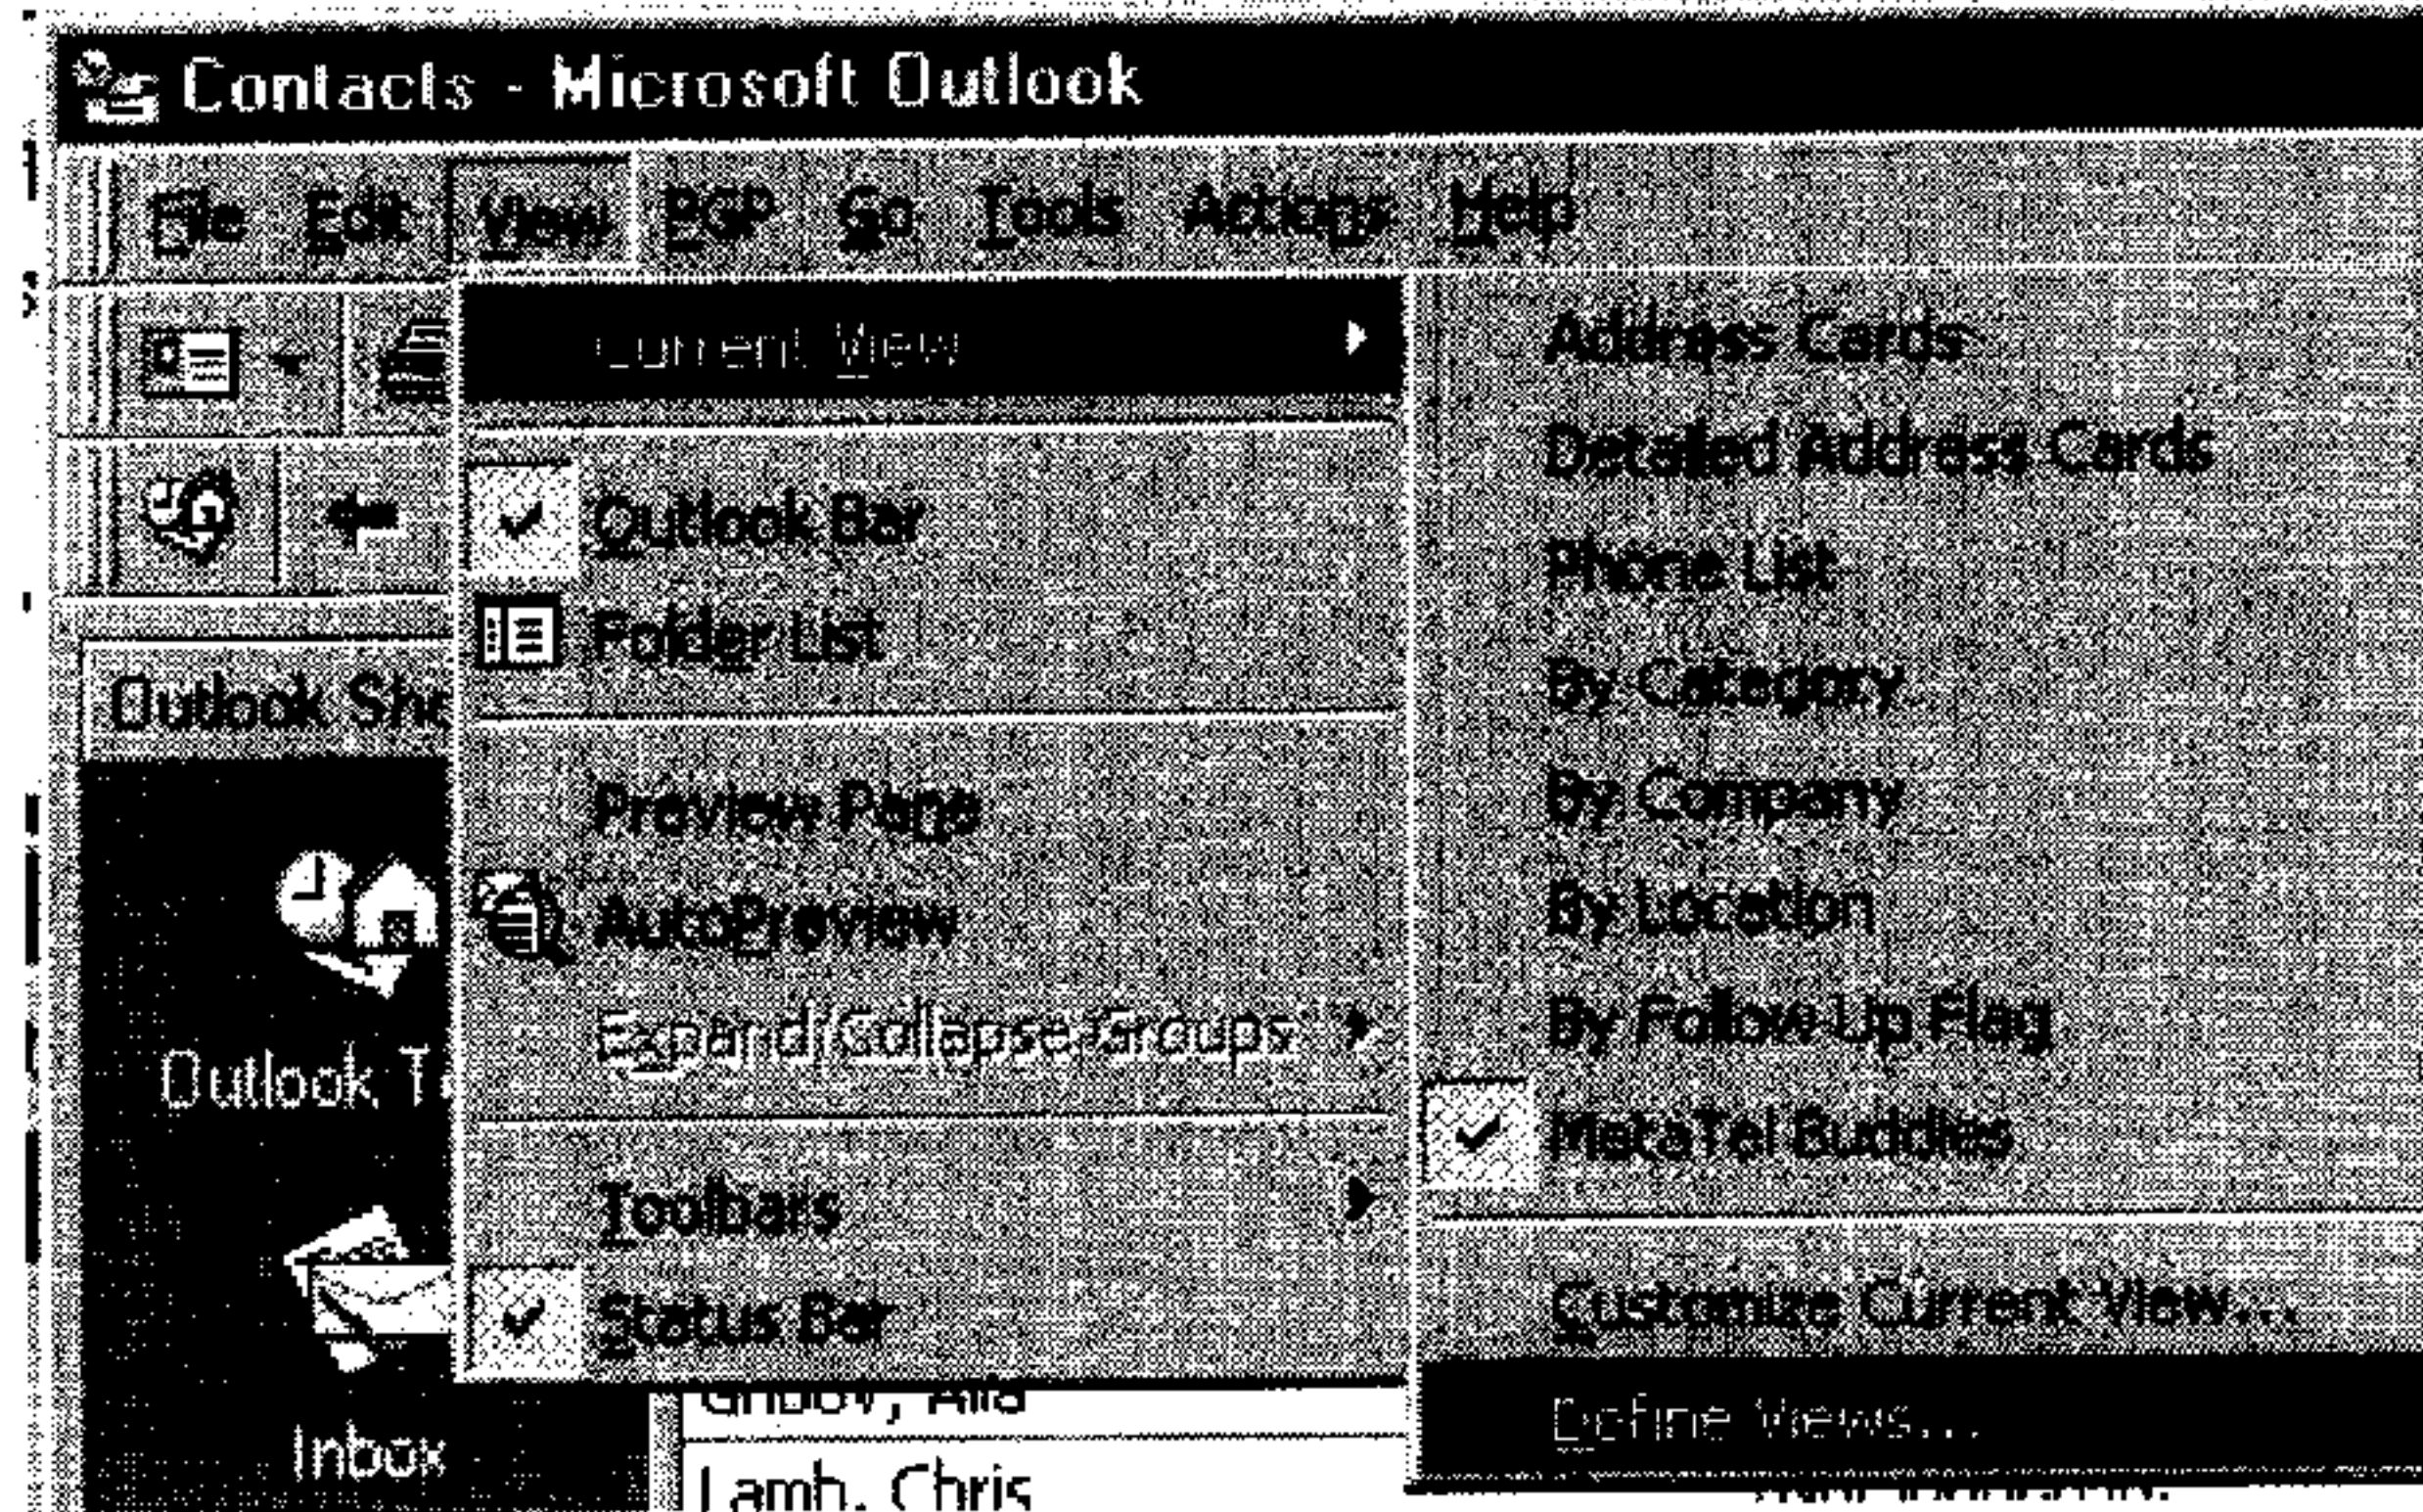 Contacts - Microsoft Outlook
File Edit View PGP Go Tools Actions Help
Current View
Outlook Bar
Folder List
Preview Pane
AutoPreview
Expand/Collapse Groups
Toolbars
Status Bar
Address Cards
Detailed Address Cards
Phone List
By Category
By Company
By Location
By Follow-Up Flag
MetaTel Buddies
Customize Current View...
Define Views...
Outlook Sho
Outlook To
Inbox
Lamb, Chris